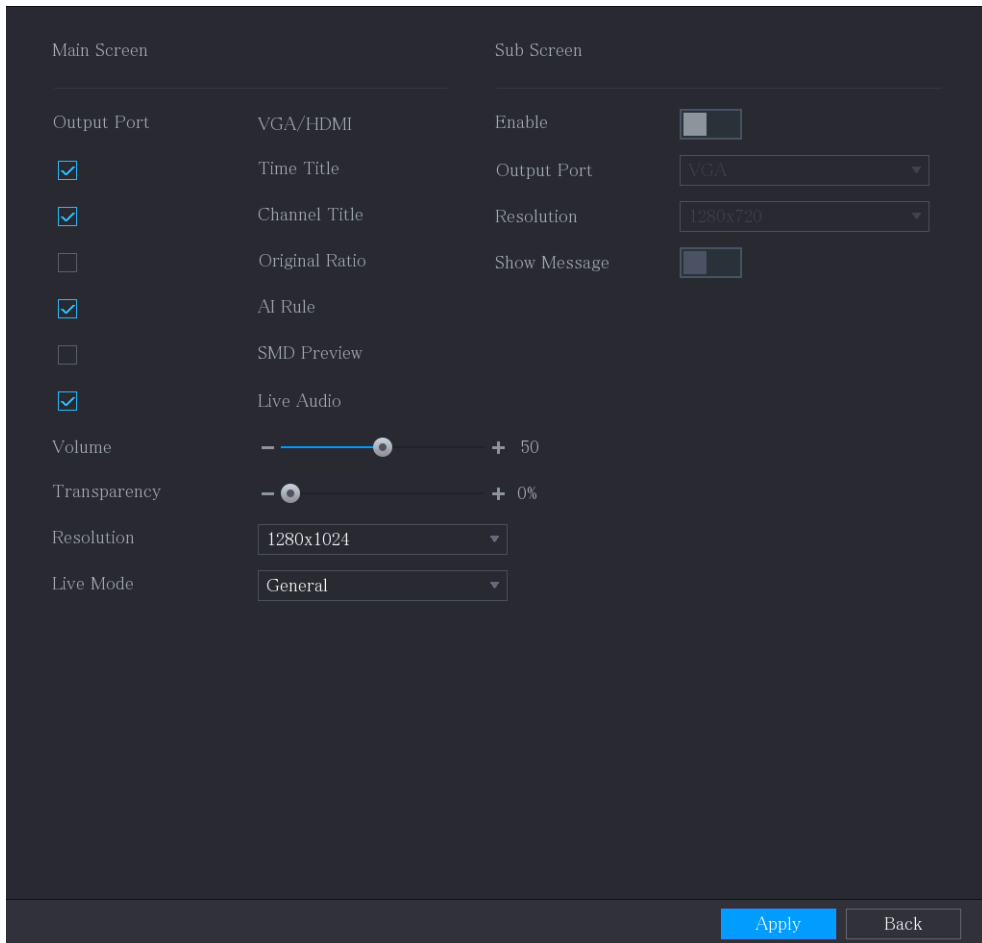 Main Screen
Sub Screen
Output Port VGA/HDMI
Time Title
Channel Title
Original Ratio
AI Rule
SMD Preview
Live Audio
Volume 50
Transparency 0%
Resolution 1280x1024
Live Mode General
Enable
Output Port VGA
Resolution 1280x720
Show Message
Apply
Back